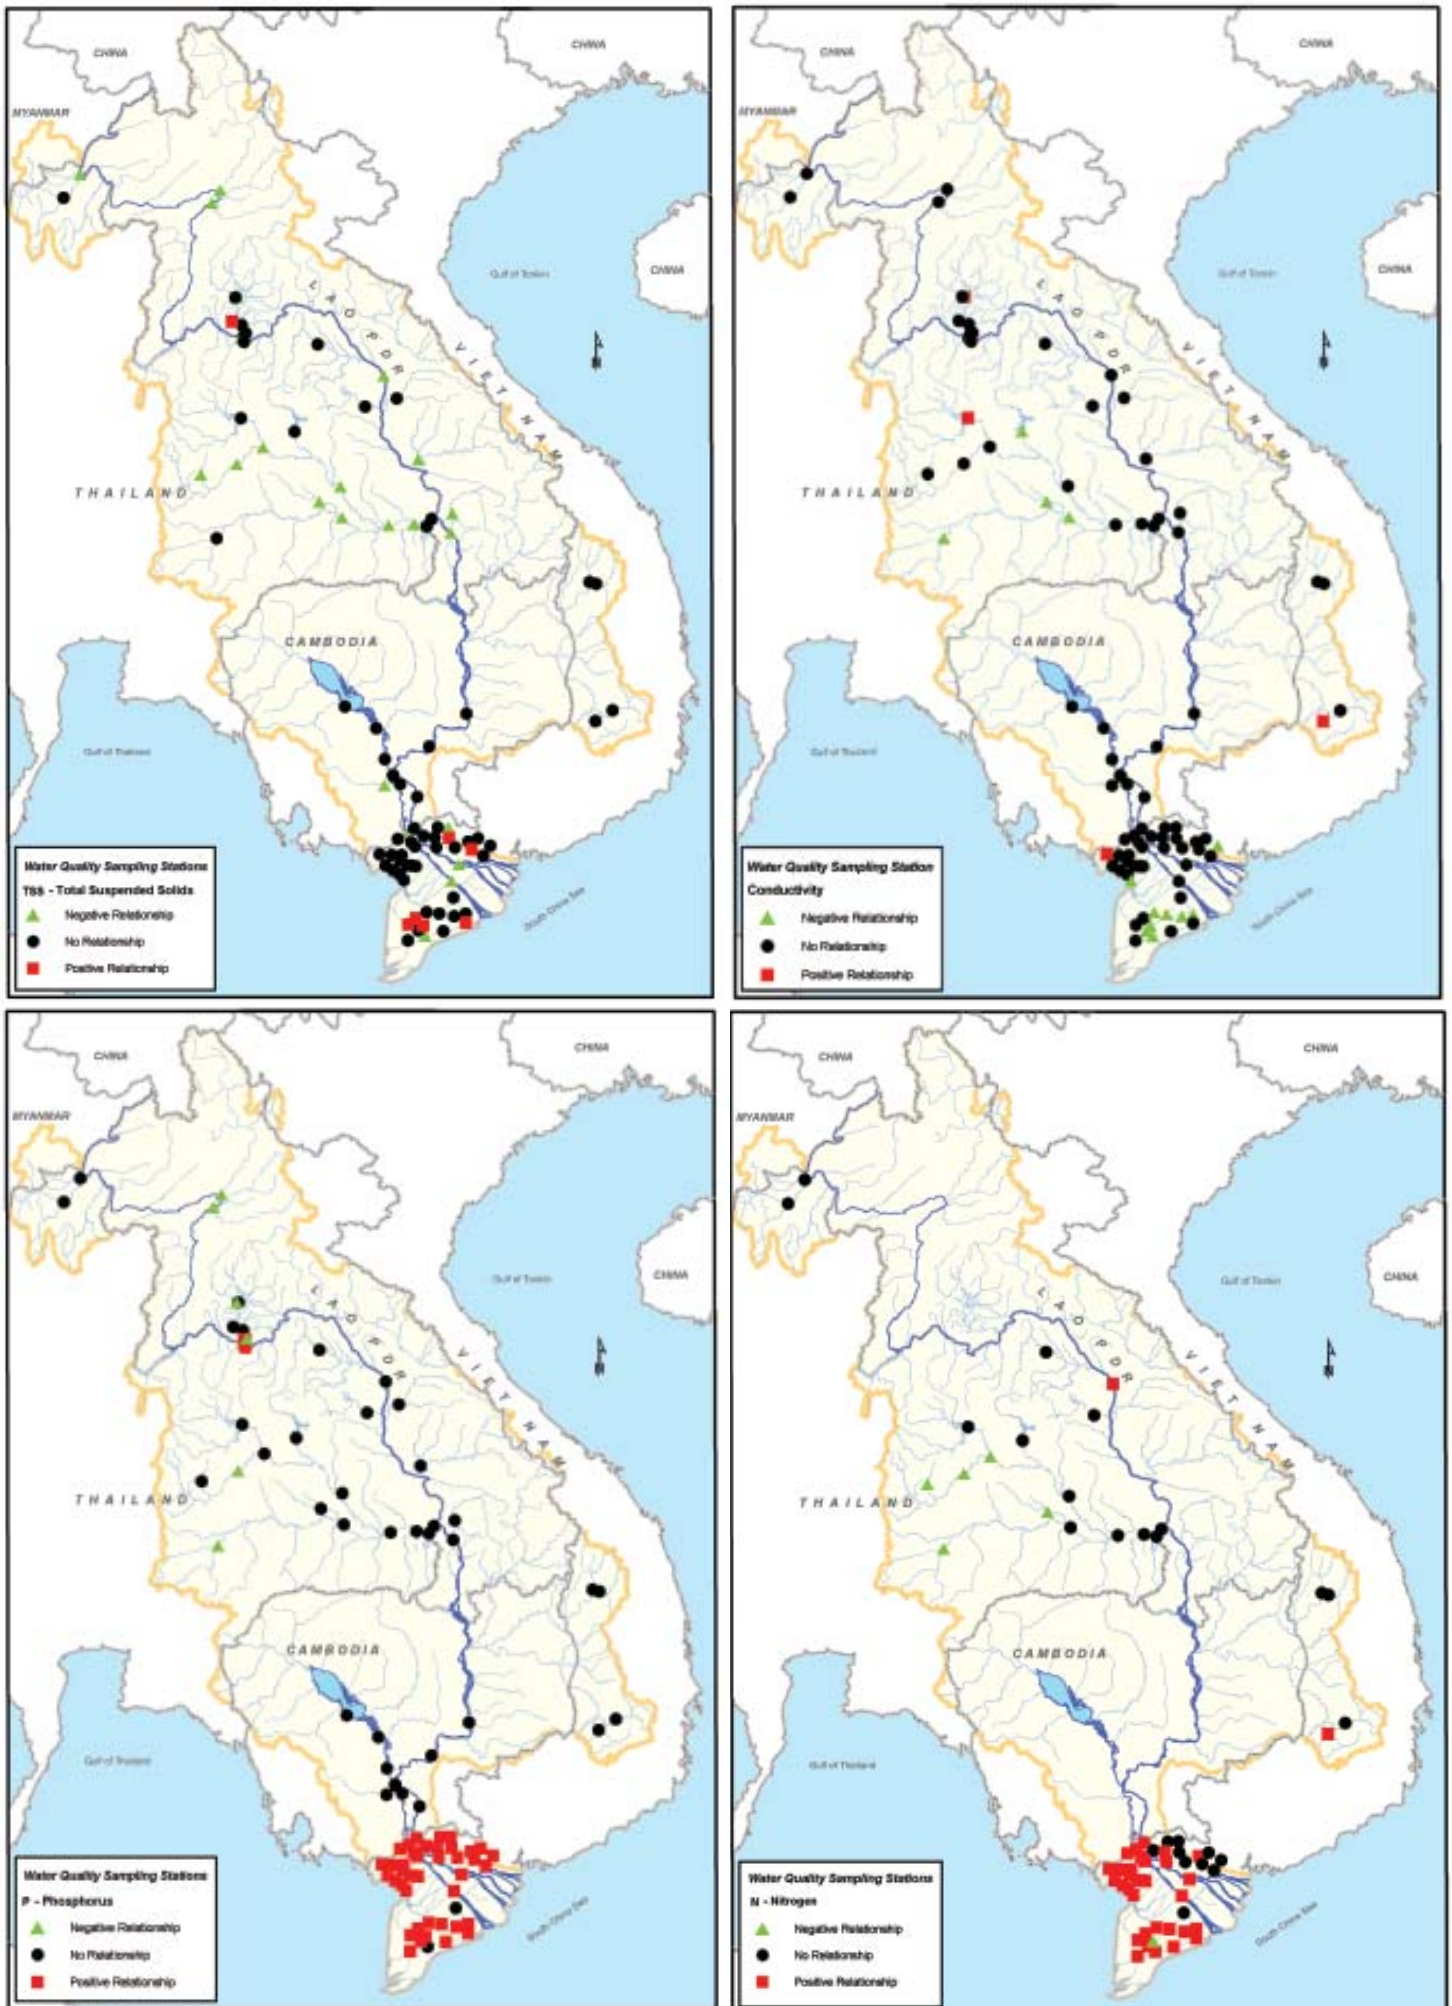 CHINA
CHINA
MYANMAR
Gulf of Tonkin
CHINA
LAO PDR
VIET NAM
N
THAILAND
CAMBODIA
Gulf of Thailand
South China Sea
Water Quality Sampling Stations
TSS - Total Suspended Solids
Negative Relationship
No Relationship
Positive Relationship
CHINA
CHINA
MYANMAR
Gulf of Tonkin
CHINA
LAO PDR
VIET NAM
N
THAILAND
CAMBODIA
Gulf of Thailand
South China Sea
Water Quality Sampling Station
Conductivity
Negative Relationship
No Relationship
Positive Relationship
CHINA
CHINA
MYANMAR
Gulf of Tonkin
CHINA
LAO PDR
VIET NAM
N
THAILAND
CAMBODIA
Gulf of Thailand
South China Sea
Water Quality Sampling Stations
P - Phosphorus
Negative Relationship
No Relationship
Positive Relationship
CHINA
CHINA
MYANMAR
Gulf of Tonkin
CHINA
LAO PDR
VIET NAM
N
THAILAND
CAMBODIA
Gulf of Thailand
South China Sea
Water Quality Sampling Stations
N - Nitrogen
Negative Relationship
No Relationship
Positive Relationship